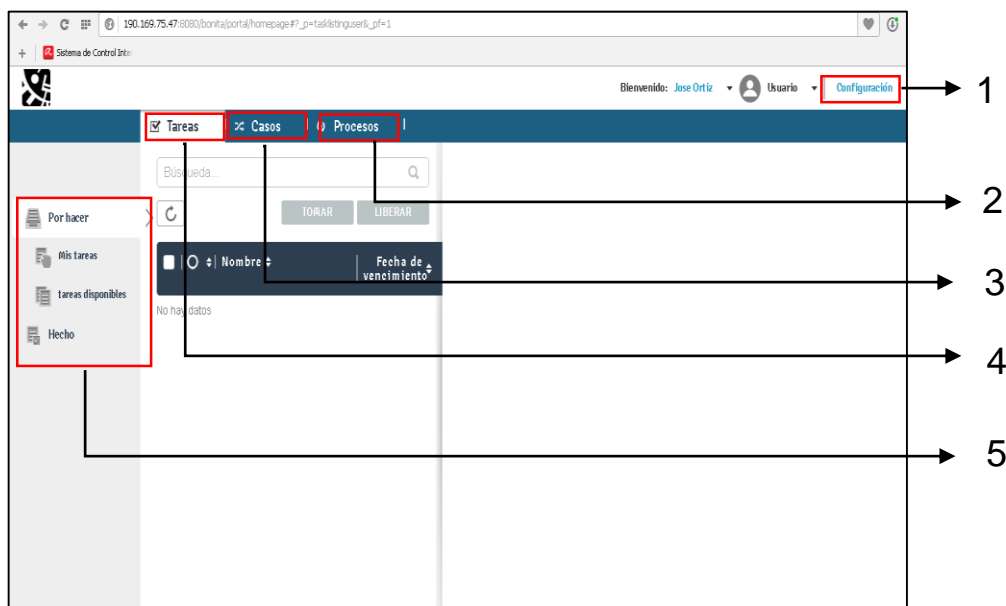 190.169.75.47:8080/bonita/portal/homepage#?_p=tasklistinguser&_pf=1
+ Sistema de Control Inte
Bienvenido: Jose Ortiz Usuario Configuración
1
Tareas Casos Procesos
Búsqueda...
2
Por hacer TOMAR LIBERAR
Mis tareas
Nombre Fecha de vencimiento
3
tareas disponibles
No hay datos
Hecho
4
5